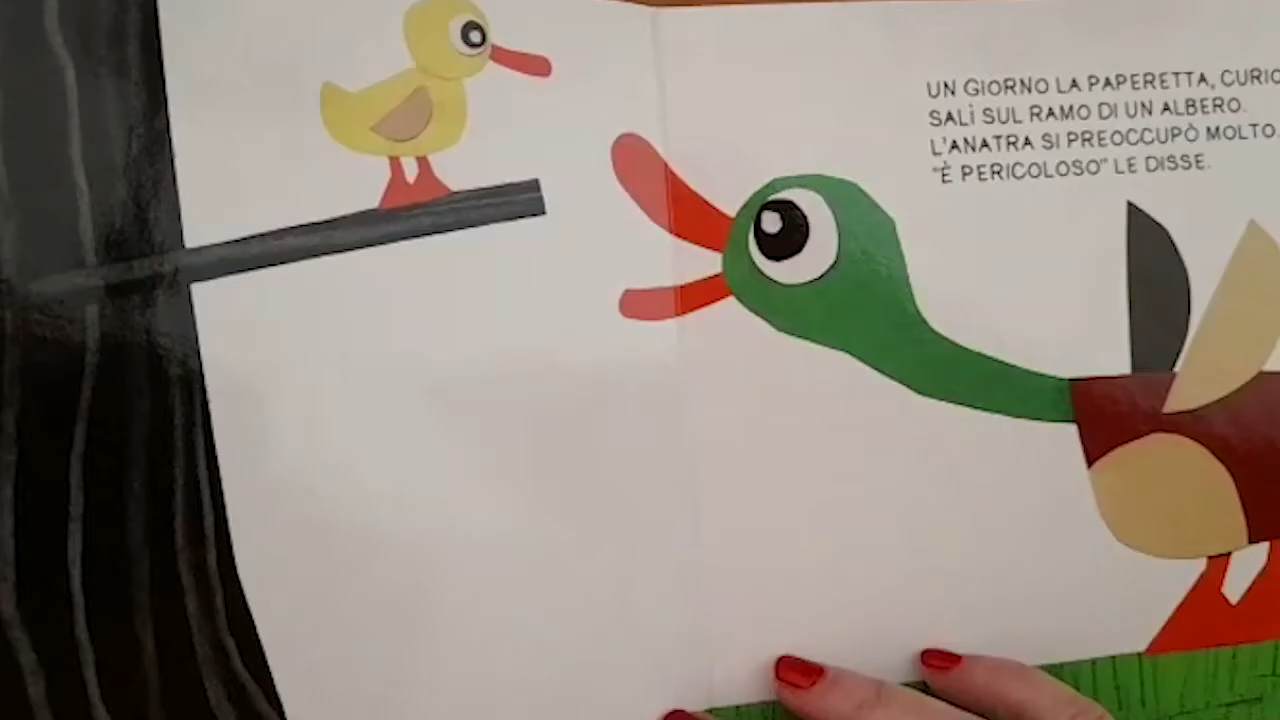 UN GIORNO LA PAPERETTA,
SALÌ SUL RAMO DI UN ALBERO.
L'ANATRA SI PREOCCUPÒ MOLTO.
"È PERICOLOSO" LE DISSE.